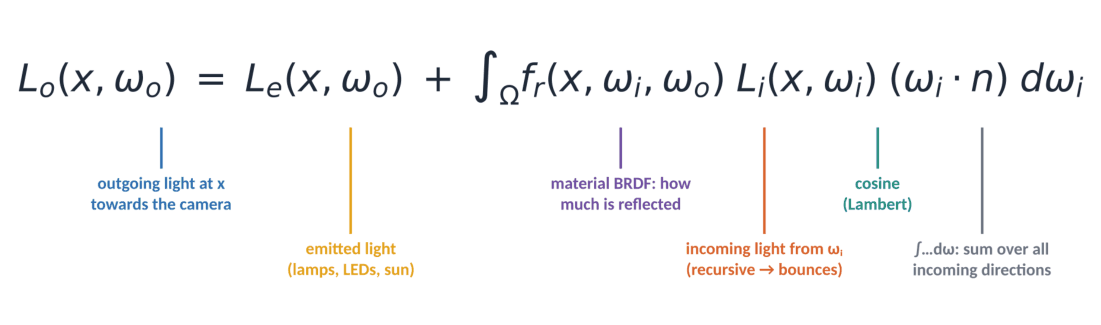 Lₒ(x, ωₒ) = Lₑ(x, ωₒ) + ∫_Ω fᵣ(x, ωᵢ, ωₒ) Lᵢ(x, ωᵢ) (ωᵢ · n) dωᵢ
outgoing light at x
towards the camera
material BRDF: how
much is reflected
cosine
(Lambert)
emitted light
(lamps, LEDs, sun)
incoming light from ωᵢ
(recursive → bounces)
∫…dω: sum over all
incoming directions